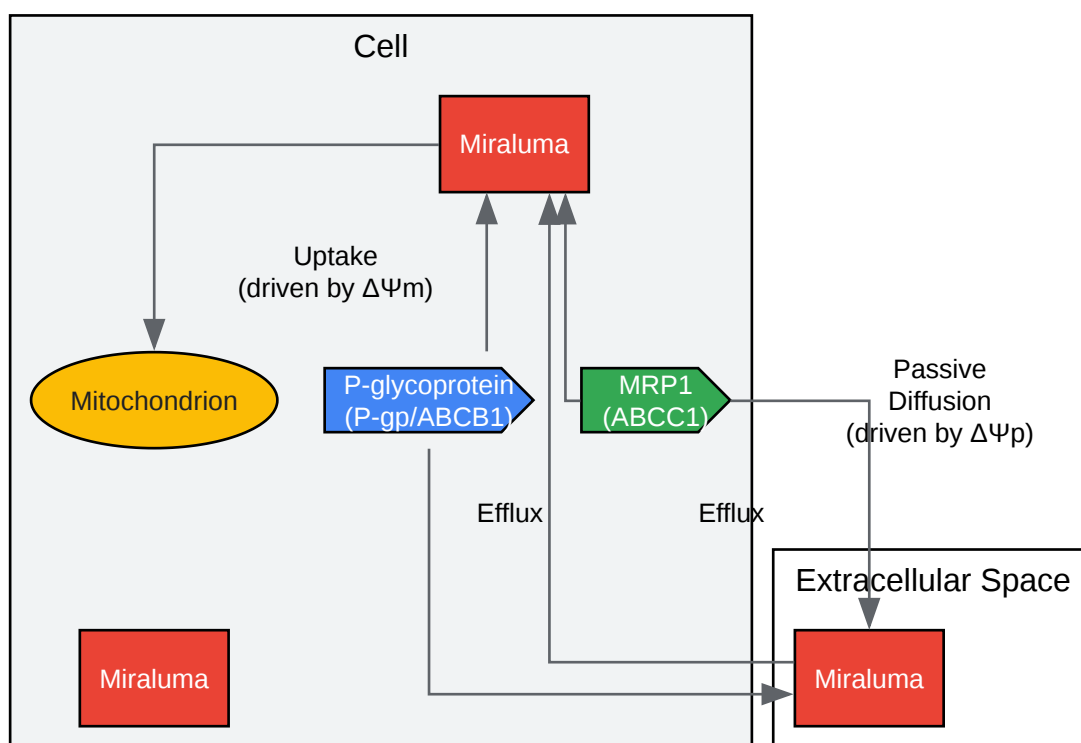 Cell
Miraluma
Uptake
(driven by ΔΨm)
Mitochondrion
P-glycoprotein
(P-gp/ABCB1)
MRP1
(ABCC1)
Passive
Diffusion
(driven by ΔΨp)
Efflux
Efflux
Extracellular Space
Miraluma
Miraluma